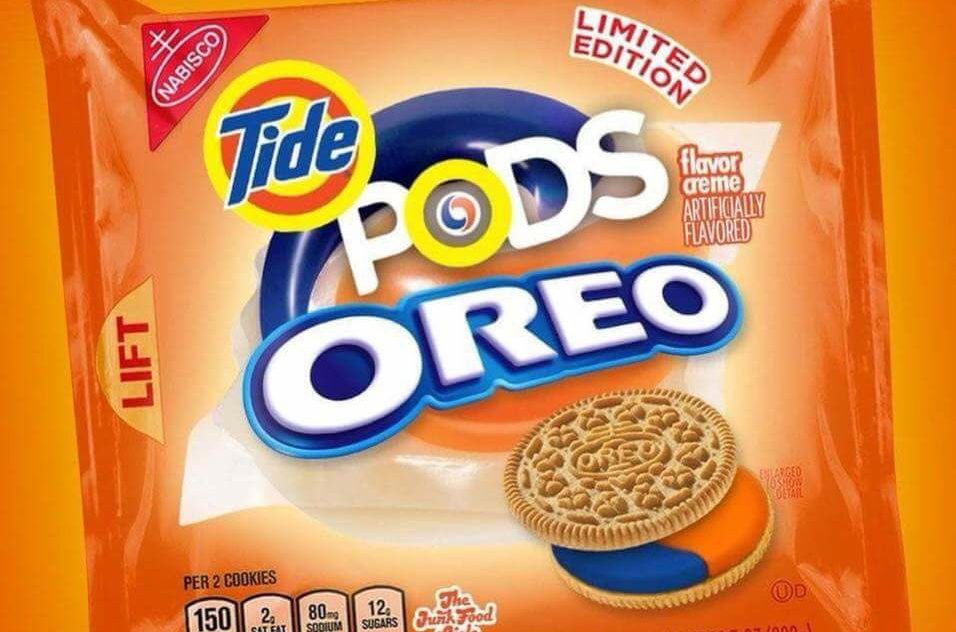 NABISCO
LIMITED
EDITION
Tide
PODS
flavor
creme
ARTIFICIALLY
FLAVORED
OREO
LIFT
OREO
ENLARGED
TO SHOW
DETAIL
PER 2 COOKIES
150
2g
SAT FAT
80mg
SODIUM
12g
SUGARS
The
Junk Food
UD